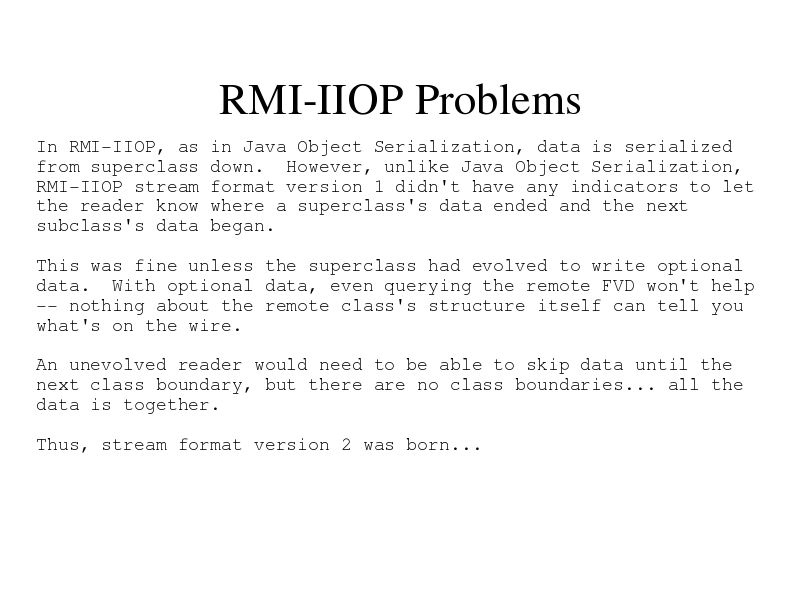 RMI-IIOP Problems
In RMI-IIOP, as in Java Object Serialization, data is serialized
from superclass down.  However, unlike Java Object Serialization,
RMI-IIOP stream format version 1 didn't have any indicators to let
the reader know where a superclass's data ended and the next
subclass's data began.
This was fine unless the superclass had evolved to write optional
data.  With optional data, even querying the remote FVD won't help
-- nothing about the remote class's structure itself can tell you
what's on the wire.
An unevolved reader would need to be able to skip data until the
next class boundary, but there are no class boundaries... all the
data is together.
Thus, stream format version 2 was born...